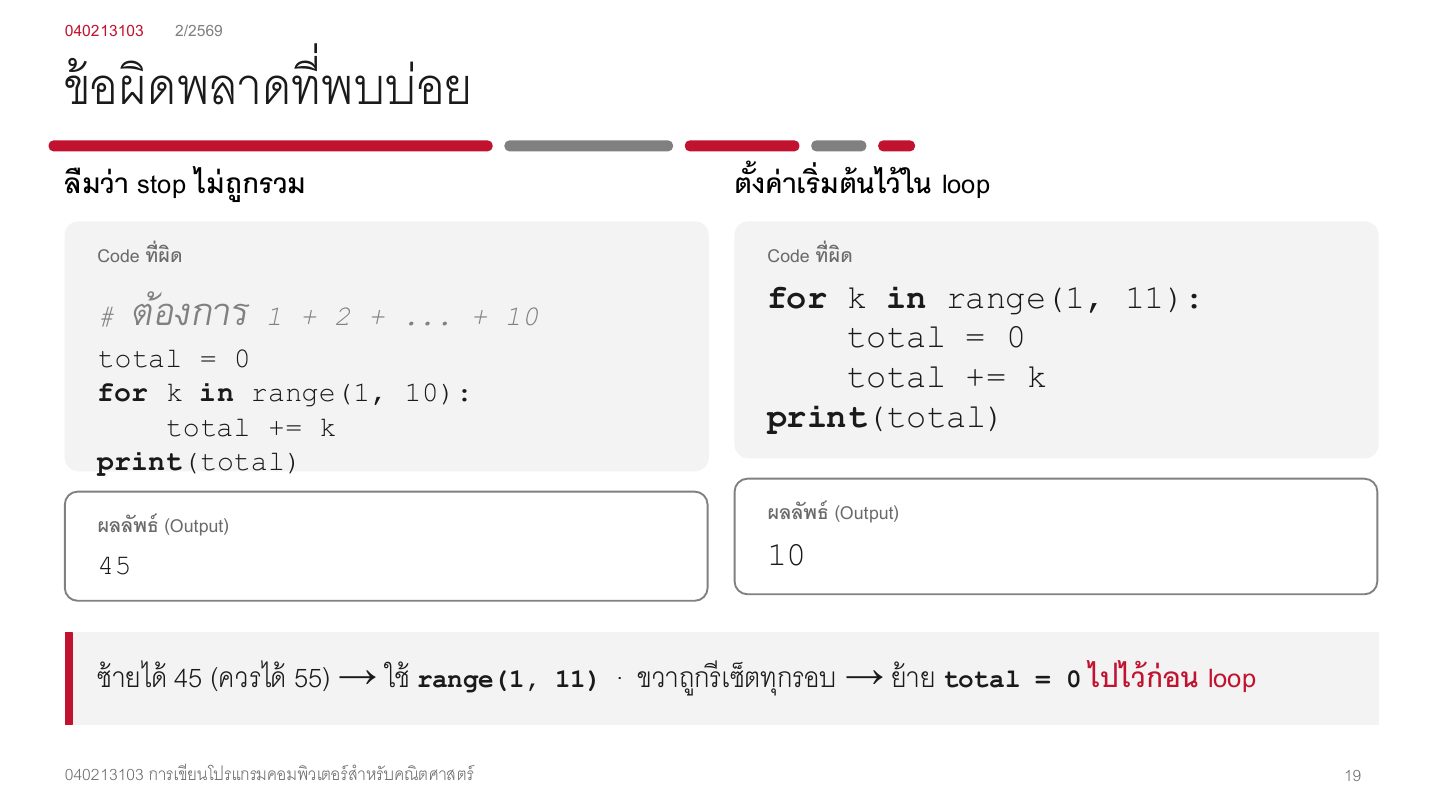 040213103 2/2569
ข้อผิดพลาดที่พบบ่อย
ลืมว่า stop ไม่ถูกรวม
Code ที่ผิด
# ต้องการ 1 + 2 + ... + 10
total = 0
for k in range(1, 10):
    total += k
print(total)
ผลลัพธ์ (Output)
45
ตั้งค่าเริ่มต้นไว้ใน loop
Code ที่ผิด
for k in range(1, 11):
    total = 0
    total += k
print(total)
ผลลัพธ์ (Output)
10
ซ้ายได้ 45 (ควรได้ 55) ⟶ ใช้ range(1, 11) · ขวาถูกรีเซ็ตทุกรอบ ⟶ ย้าย total = 0 ไปไว้ก่อน loop
040213103 การเขียนโปรแกรมคอมพิวเตอร์สำหรับคณิตศาสตร์ 19